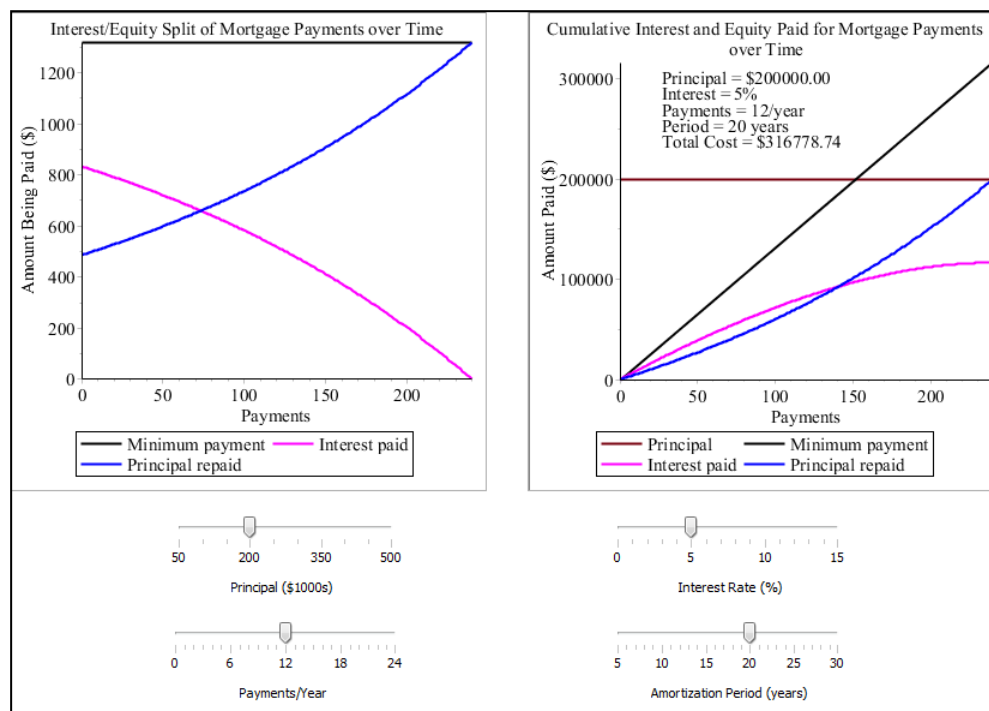 Interest/Equity Split of Mortgage Payments over Time
1200
1000
800
600
400
200
0
Amount Being Paid ($)
0 50 100 150 200
Payments
Minimum payment Interest paid
Principal repaid
Cumulative Interest and Equity Paid for Mortgage Payments
over Time
Principal = $200000.00
Interest = 5%
Payments = 12/year
Period = 20 years
Total Cost = $316778.74
300000
200000
100000
0
Amount Paid ($)
0 50 100 150 200
Payments
Principal Minimum payment
Interest paid Principal repaid
50 200 350 500
Principal ($1000s)
0 5 10 15
Interest Rate (%)
0 6 12 18 24
Payments/Year
5 10 15 20 25 30
Amortization Period (years)